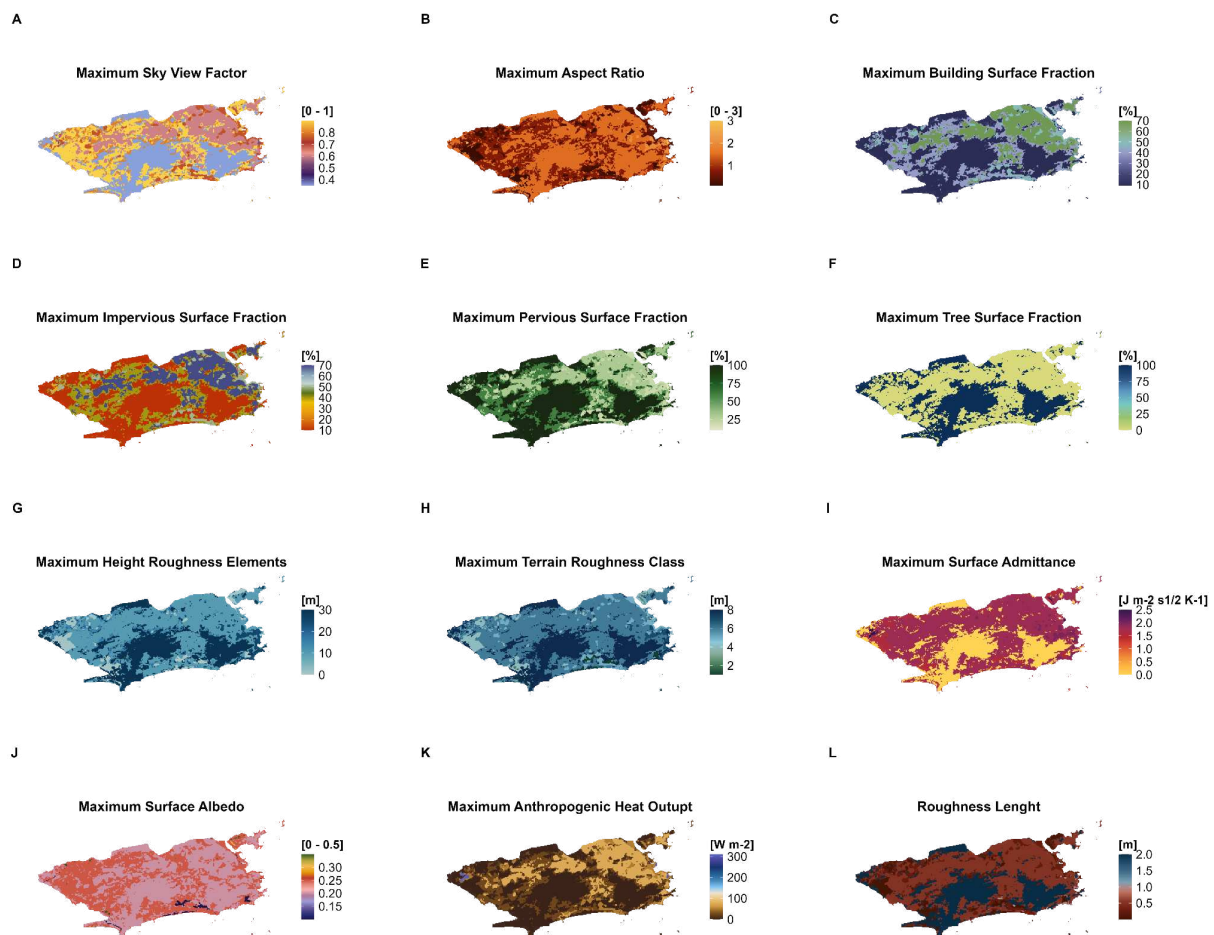 A
B
C
Maximum Sky View Factor
Maximum Aspect Ratio
Maximum Building Surface Fraction
[0 - 1]
0.8
0.7
0.6
0.5
0.4
[0 - 3]
3
2
1
[%]
70
60
50
40
30
20
10
D
E
F
Maximum Impervious Surface Fraction
Maximum Pervious Surface Fraction
Maximum Tree Surface Fraction
[%]
70
60
50
40
30
20
10
[%]
100
75
50
25
[%]
100
75
50
25
0
G
H
I
Maximum Height Roughness Elements
Maximum Terrain Roughness Class
Maximum Surface Admittance
[m]
30
20
10
0
[m]
8
6
4
2
[J m-2 s1/2 K-1]
2.5
2.0
1.5
1.0
0.5
0.0
J
K
L
Maximum Surface Albedo
Maximum Anthropogenic Heat Outupt
Roughness Lenght
[0 - 0.5]
0.30
0.25
0.20
0.15
[W m-2]
300
200
100
0
[m]
2.0
1.5
1.0
0.5